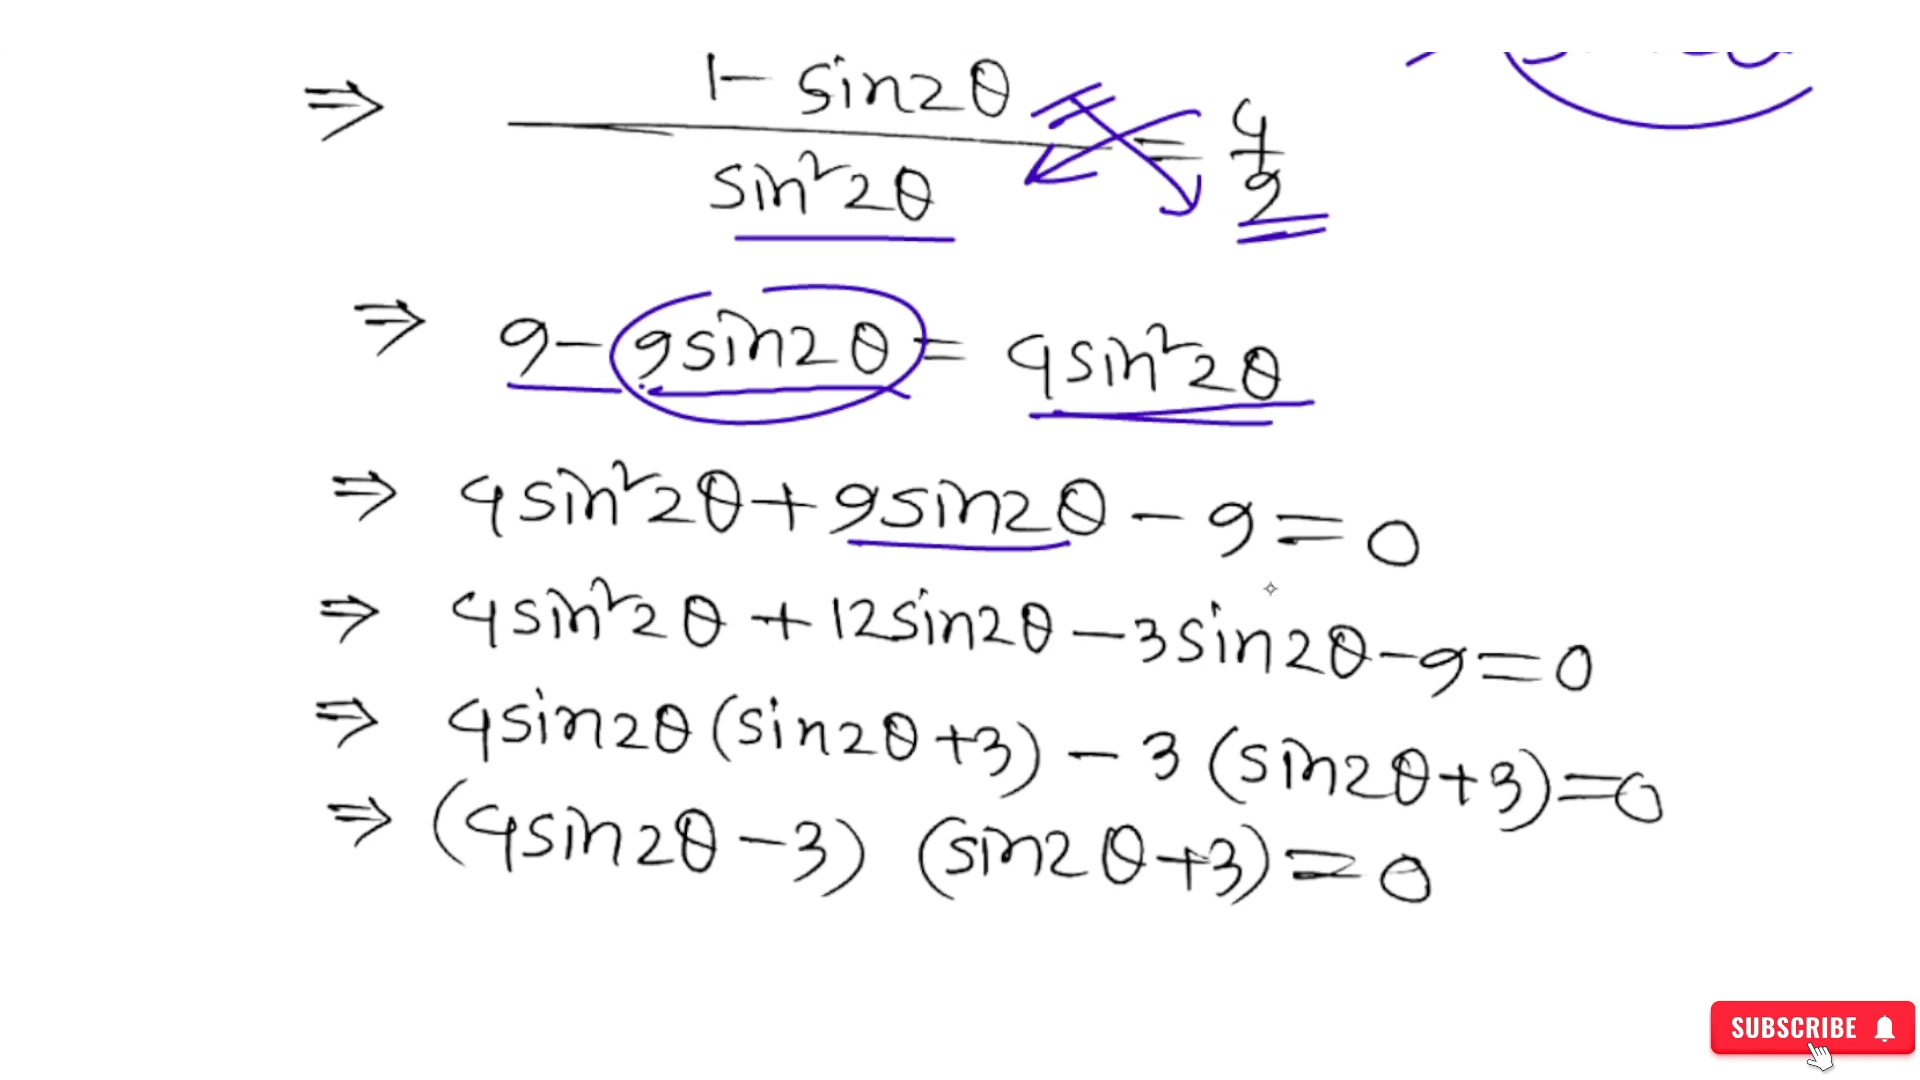 ⇒ 1 - sin2θ / sin²2θ = 4/9
⇒ 9 - 9sin2θ = 4sin²2θ
⇒ 4sin²2θ + 9sin2θ - 9 = 0
⇒ 4sin²2θ + 12sin2θ - 3sin2θ - 9 = 0
⇒ 4sin2θ (sin2θ + 3) - 3 (sin2θ + 3) = 0
⇒ (4sin2θ - 3) (sin2θ + 3) = 0
SUBSCRIBE